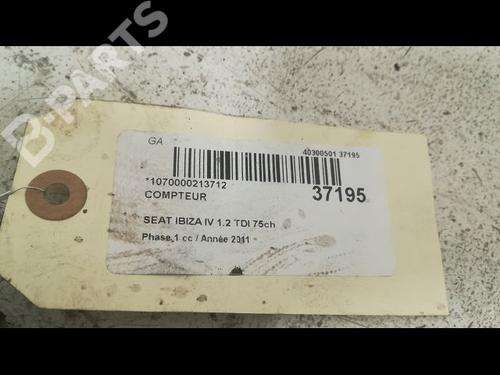 B-PARTS
GA
40300501 37195
*1070000213712
37195
COMPTEUR
SEAT IBIZA IV 1.2 TDI 75ch
Phase 1 cc / Année 2011